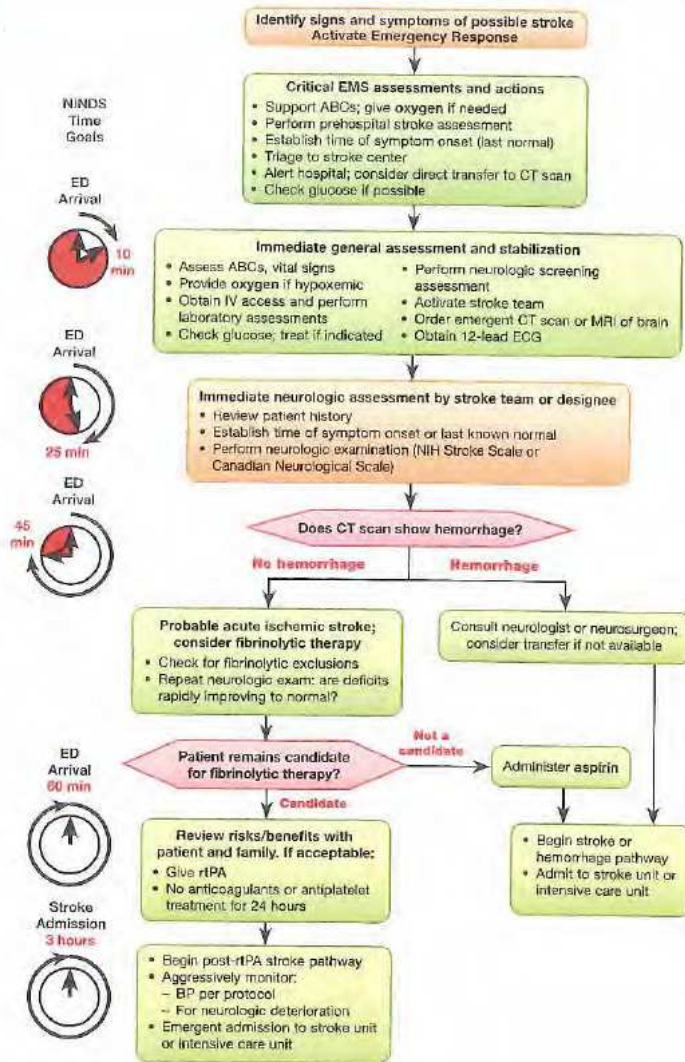 Identify signs and symptoms of possible stroke
Activate Emergency Response
Critical EMS assessments and actions
• Support ABCs; give oxygen if needed
• Perform prehospital stroke assessment
• Establish time of symptom onset (last normal)
• Triage to stroke center
• Alert hospital; consider direct transfer to CT scan
• Check glucose if possible
NINDS
Time
Goals
ED
Arrival
10
min
Immediate general assessment and stabilization
• Assess ABCs, vital signs
• Provide oxygen if hypoxemic
• Obtain IV access and perform
laboratory assessments
• Check glucose; treat if indicated
• Perform neurologic screening
assessment
• Activate stroke team
• Order emergent CT scan or MRI of brain
• Obtain 12-lead ECG
ED
Arrival
25 min
Immediate neurologic assessment by stroke team or designee
• Review patient history
• Establish time of symptom onset or last known normal
• Perform neurologic examination (NIH Stroke Scale or
Canadian Neurological Scale)
ED
Arrival
45
min
Does CT scan show hemorrhage?
No hemorrhage
Hemorrhage
Probable acute ischemic stroke;
consider fibrinolytic therapy
• Check for fibrinolytic exclusions
• Repeat neurologic exam: are deficits
rapidly improving to normal?
Consult neurologist or neurosurgeon;
consider transfer if not available
ED
Arrival
60 min
Patient remains candidate
for fibrinolytic therapy?
Not a
candidate
Administer aspirin
Candidate
Review risks/benefits with
patient and family. If acceptable:
• Give rtPA
• No anticoagulants or antiplatelet
treatment for 24 hours
• Begin stroke or
hemorrhage pathway
• Admit to stroke unit or
intensive care unit
Stroke
Admission
3 hours
• Begin post-rtPA stroke pathway
• Aggressively monitor:
– BP per protocol
– For neurologic deterioration
• Emergent admission to stroke unit
or intensive care unit